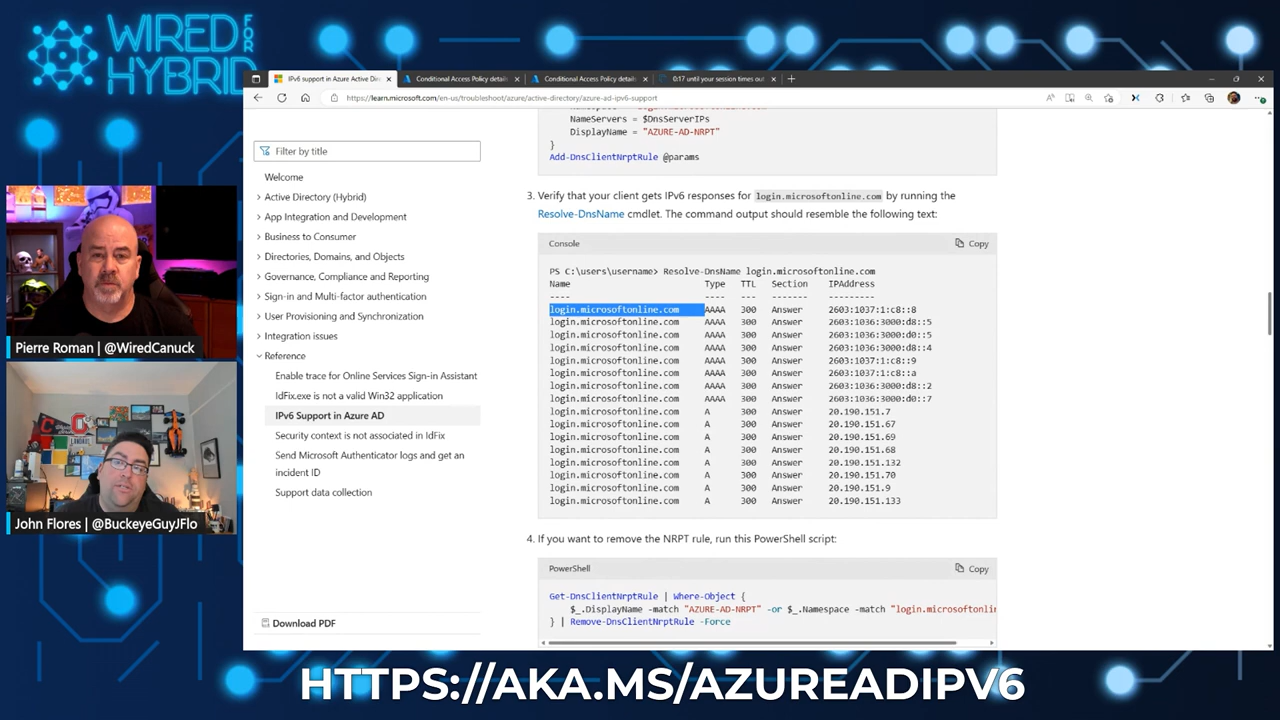 WIRED
FOR
HYBRID
IPv6 support in Azure Active Dire
Conditional Access Policy details
Conditional Access Policy details
0:17 until your session times out
https://learn.microsoft.com/en-us/troubleshoot/azure/active-directory/azure-ad-ipv6-support
Filter by title
Welcome
Active Directory (Hybrid)
App Integration and Development
Business to Consumer
Directories, Domains, and Objects
Governance, Compliance and Reporting
Sign-in and Multi-factor authentication
User Provisioning and Synchronization
Integration issues
Reference
Enable trace for Online Services Sign-in Assistant
IdFix.exe is not a valid Win32 application
IPv6 Support in Azure AD
Security context is not associated in IdFix
Send Microsoft Authenticator logs and get an
incident ID
Support data collection
Download PDF
NameServers = $DnsServerIPs
DisplayName = "AZURE-AD-NRPT"
}
Add-DnsClientNrptRule @params
3. Verify that your client gets IPv6 responses for login.microsoftonline.com by running the
Resolve-DnsName cmdlet. The command output should resemble the following text:
Console Copy
PS C:\users\username> Resolve-DnsName login.microsoftonline.com
Name Type TTL Section IPAddress
---- ---- --- ------- ---------
login.microsoftonline.com AAAA 300 Answer 2603:1037:1:c8::8
login.microsoftonline.com AAAA 300 Answer 2603:1036:3000:d8::5
login.microsoftonline.com AAAA 300 Answer 2603:1036:3000:d0::5
login.microsoftonline.com AAAA 300 Answer 2603:1036:3000:d8::4
login.microsoftonline.com AAAA 300 Answer 2603:1037:1:c8::9
login.microsoftonline.com AAAA 300 Answer 2603:1037:1:c8::a
login.microsoftonline.com AAAA 300 Answer 2603:1036:3000:d8::2
login.microsoftonline.com AAAA 300 Answer 2603:1036:3000:d0::7
login.microsoftonline.com A 300 Answer 20.190.151.7
login.microsoftonline.com A 300 Answer 20.190.151.67
login.microsoftonline.com A 300 Answer 20.190.151.69
login.microsoftonline.com A 300 Answer 20.190.151.68
login.microsoftonline.com A 300 Answer 20.190.151.132
login.microsoftonline.com A 300 Answer 20.190.151.70
login.microsoftonline.com A 300 Answer 20.190.151.9
login.microsoftonline.com A 300 Answer 20.190.151.133
4. If you want to remove the NRPT rule, run this PowerShell script:
PowerShell Copy
Get-DnsClientNrptRule | Where-Object {
$_.DisplayName -match "AZURE-AD-NRPT" -or $_.Namespace -match "login.microsoftonlin
} | Remove-DnsClientNrptRule -Force
Pierre Roman | @WiredCanuck
John Flores | @BuckeyeGuyJFlo
HTTPS://AKA.MS/AZUREADIPV6